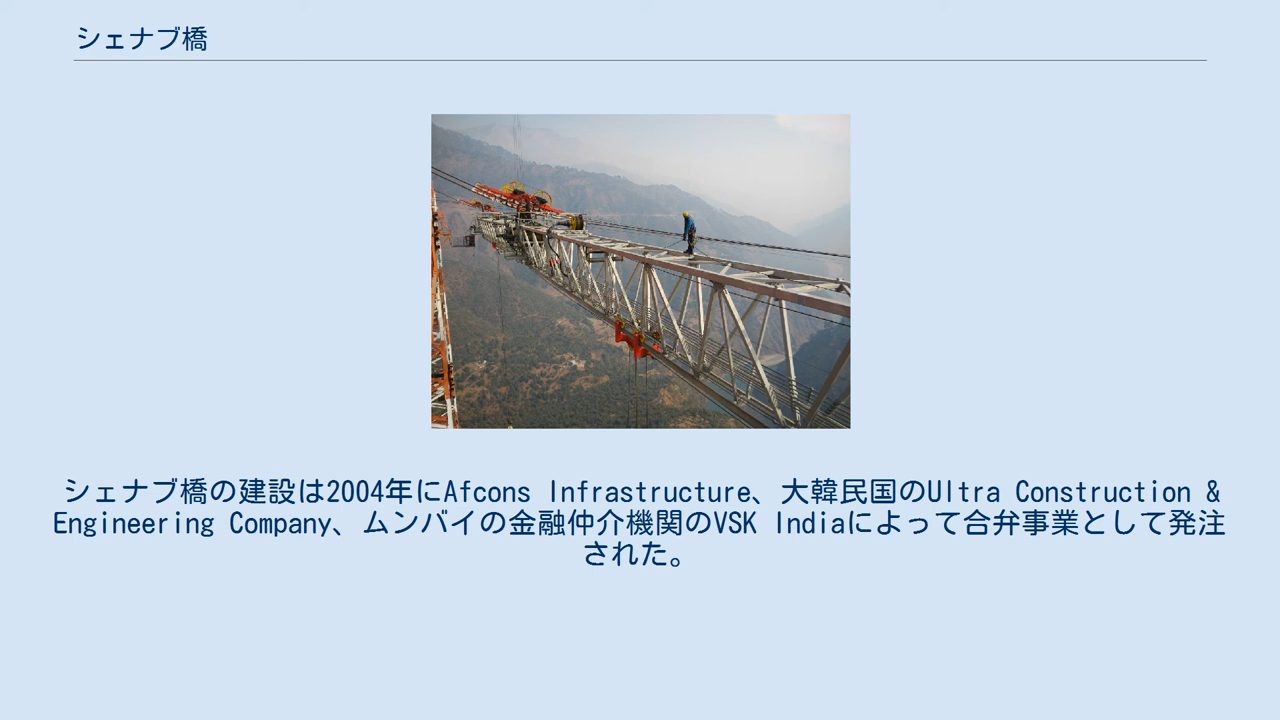 シェナブ橋
シェナブ橋の建設は2004年にAfcons Infrastructure、大韓民国のUltra Construction &
Engineering Company、ムンバイの金融仲介機関のVSK Indiaによって合弁事業として発注
された。